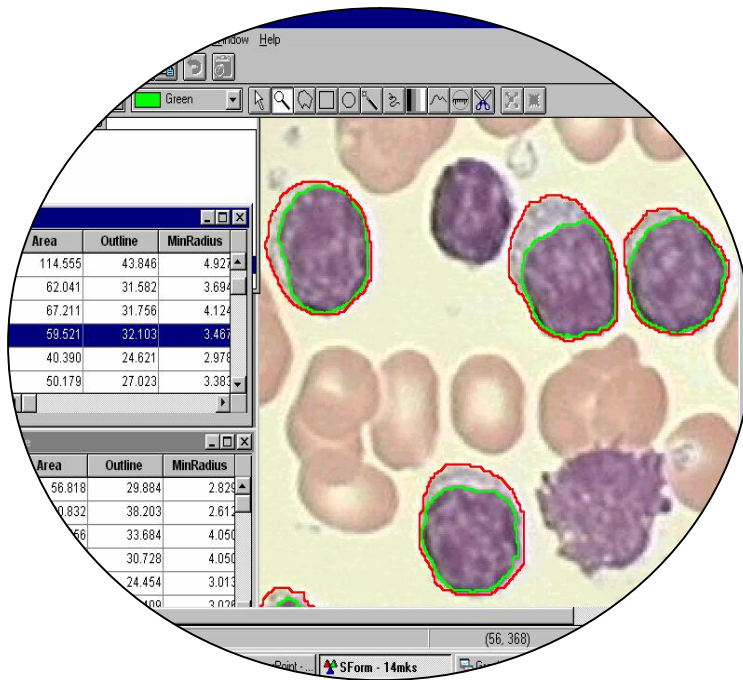 Help
Green
Area Outline MinRadius
114.555 43.846 4.927
62.041 31.582 3.694
67.211 31.756 4.124
59.521 32.103 3.467
40.390 24.621 2.978
50.179 27.023 3.383
Area Outline MinRadius
56.818 29.884 2.829
38.203 2.612
33.684 4.050
30.728 4.050
24.454 3.013
(56, 368)
SForm - 14mks